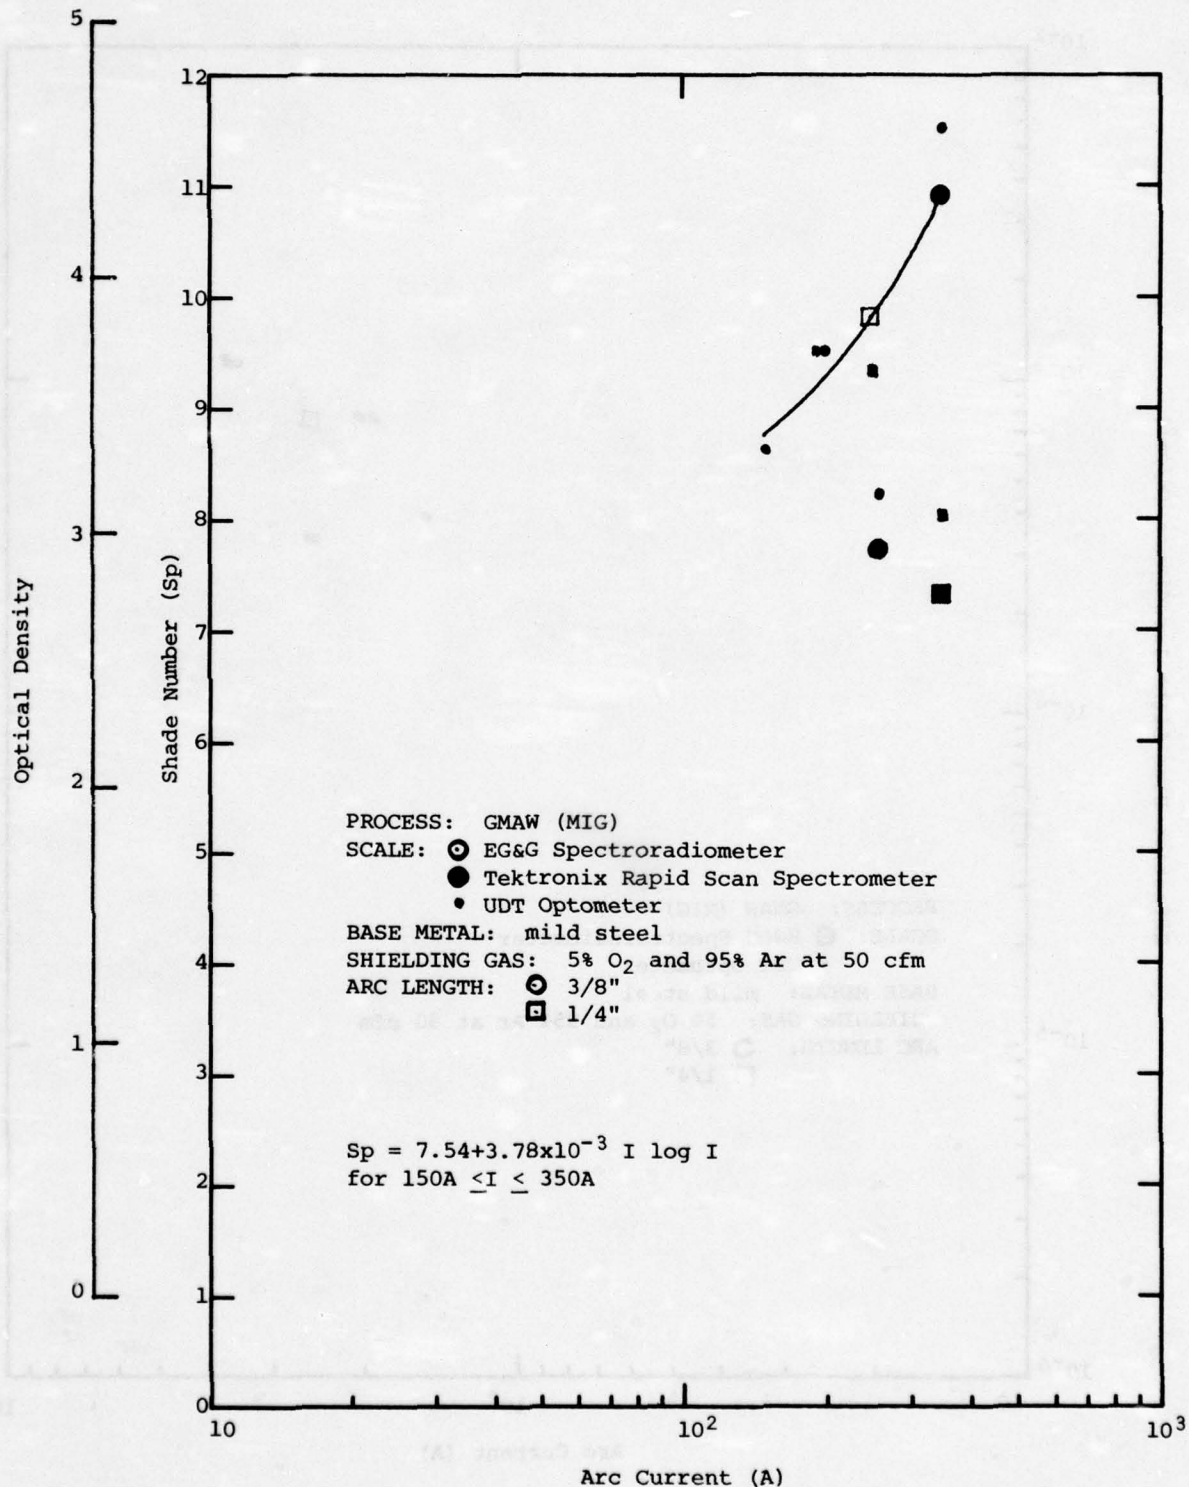 5
4
3
2
1
0
Optical Density
12
11
10
9
8
7
6
5
4
3
2
1
0
Shade Number (Sp)
PROCESS: GMAW (MIG)
SCALE: EG&G Spectroradiometer
Tektronix Rapid Scan Spectrometer
UDT Optometer
BASE METAL: mild steel
SHIELDING GAS: 5% O₂ and 95% Ar at 50 cfm
ARC LENGTH: 3/8"
1/4"
Sp = 7.54+3.78x10⁻³ I log I
for 150A ≤I ≤ 350A
10
10²
10³
Arc Current (A)